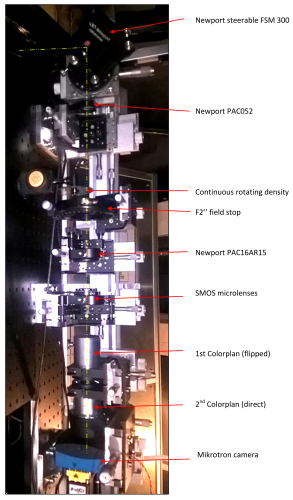 Newport steerable FSM 300
Newport PAC052
Continuous rotating density
F2’’ field stop
Newport PAC16AR15
SMOS microlenses
1st Colorplan (flipped)
2nd Colorplan (direct)
Mikrotron camera